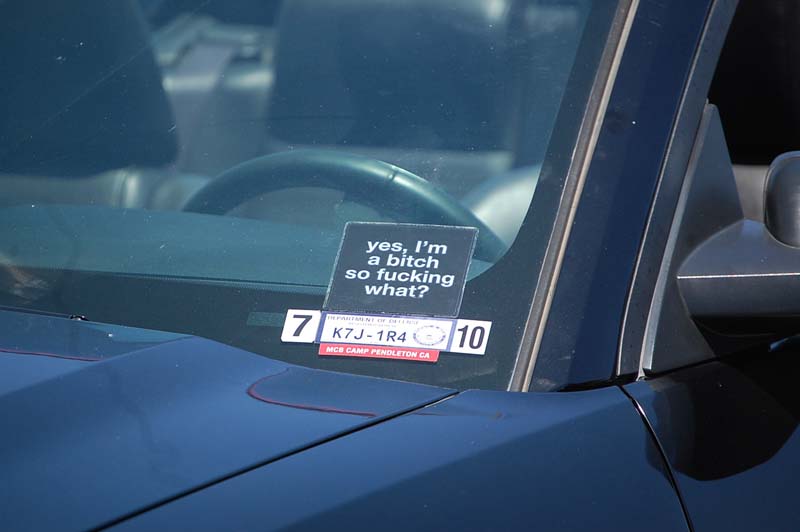 yes, I'm
a bitch
so fucking
what?
7
DEPARTMENT OF DEFENSE
K7J-1R4
10
MCB CAMP PENDLETON CA